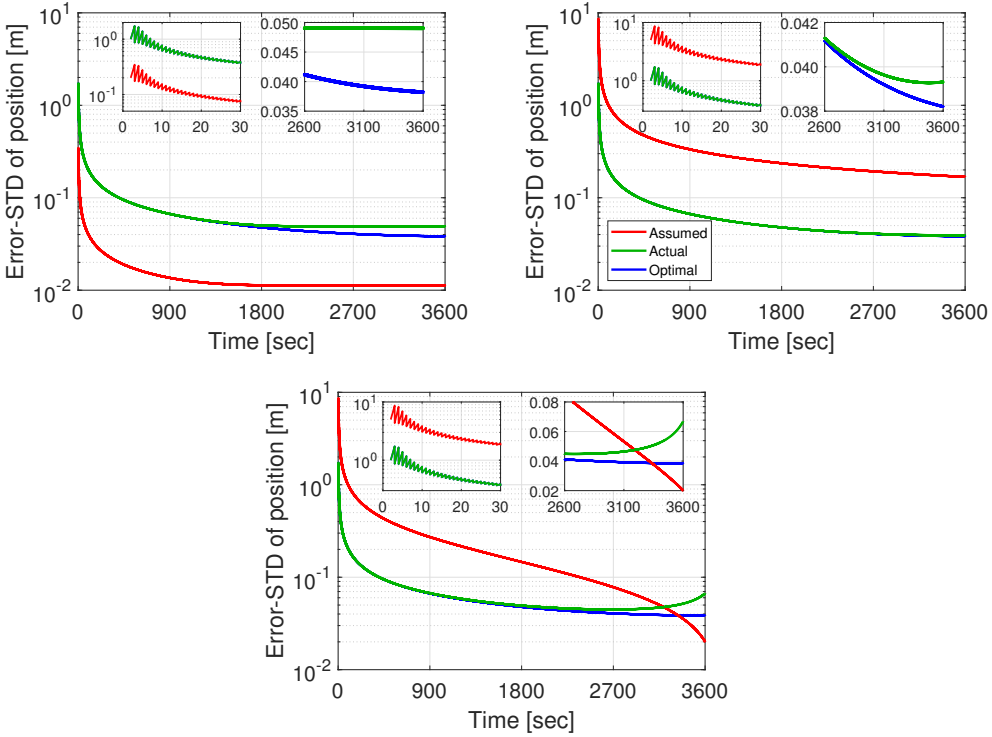 Error-STD of position [m]
10^1
10^0
10^-1
10^-2
0 900 1800 2700 3600
Time [sec]
10^0
10^-1
0 10 20 30
0.050
0.045
0.040
0.035
2600 3100 3600
Error-STD of position [m]
10^1
10^0
10^-1
10^-2
0 900 1800 2700 3600
Time [sec]
10^1
10^0
0 10 20 30
0.042
0.040
0.038
2600 3100 3600
Assumed
Actual
Optimal
Error-STD of position [m]
10^1
10^0
10^-1
10^-2
0 900 1800 2700 3600
Time [sec]
10^1
10^0
0 10 20 30
0.08
0.06
0.04
0.02
2600 3100 3600